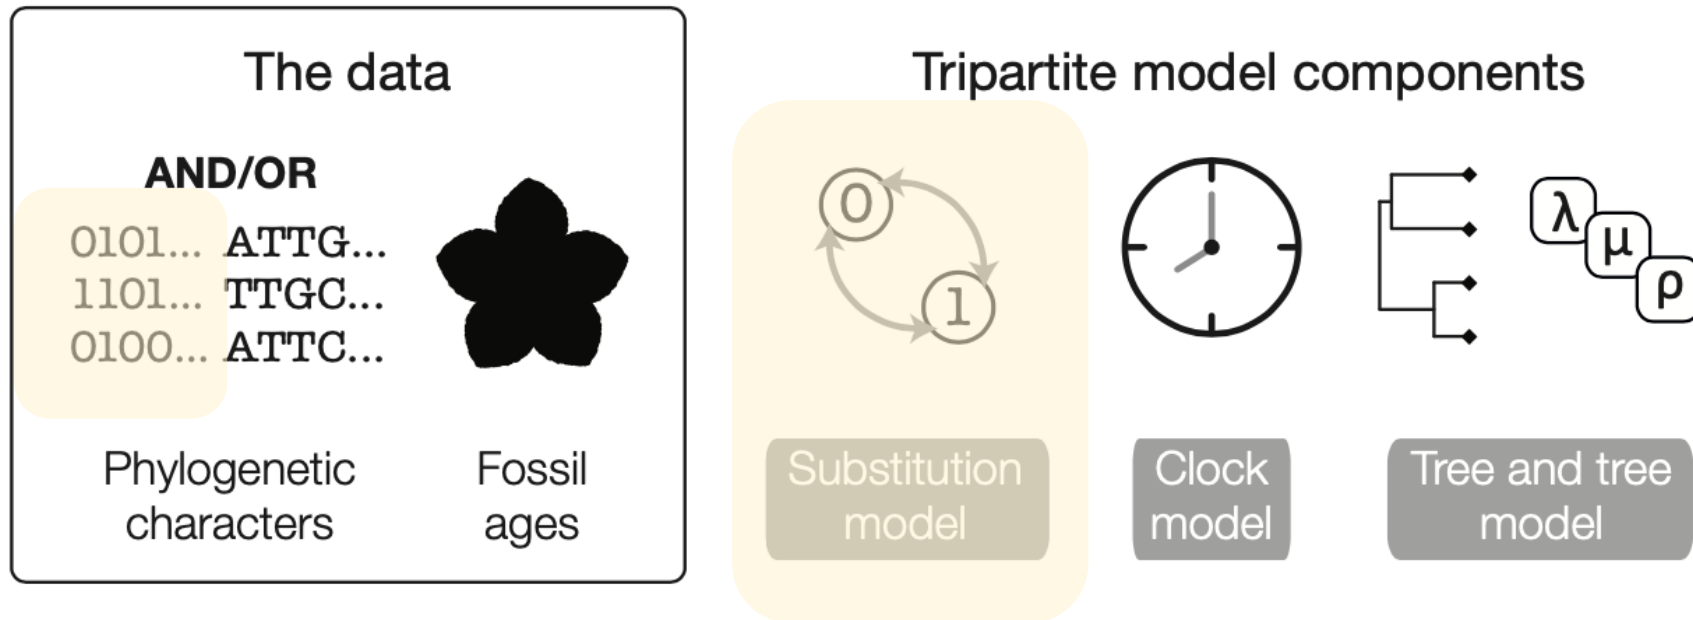 The data
AND/OR
0101... ATTG...
1101... TTGC...
0100... ATTC...
Phylogenetic
characters
Fossil
ages
Tripartite model components
0
1
λ
μ
ρ
Substitution
model
Clock
model
Tree and tree
model